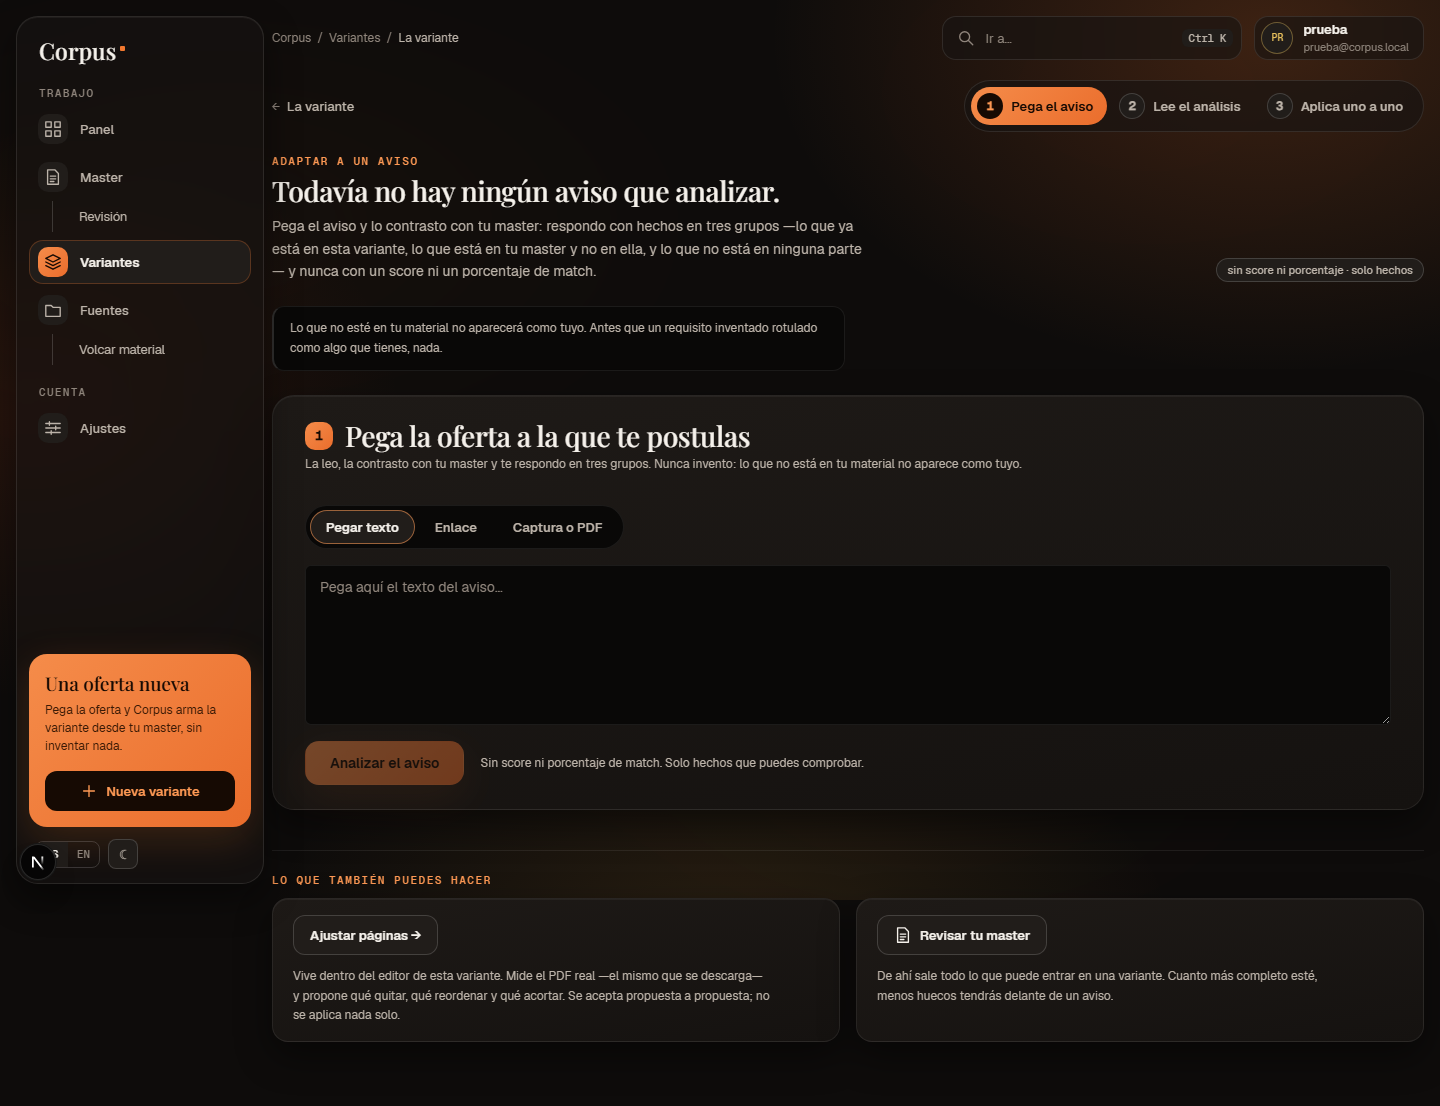 Corpus
TRABAJO
Panel
Master
Revisión
Variantes
Fuentes
Volcar material
CUENTA
Ajustes
Una oferta nueva
Pega la oferta y Corpus arma la
variante desde tu master, sin
inventar nada.
Nueva variante
EN
Corpus / Variantes / La variante
Ir a...
Ctrl K
PR
prueba
prueba@corpus.local
← La variante
1 Pega el aviso
2 Lee el análisis
3 Aplica uno a uno
ADAPTAR A UN AVISO
Todavía no hay ningún aviso que analizar.
Pega el aviso y lo contrasto con tu master: respondo con hechos en tres grupos —lo que ya
está en esta variante, lo que está en tu master y no en ella, y lo que no está en ninguna parte
— y nunca con un score ni un porcentaje de match.
sin score ni porcentaje · solo hechos
Lo que no esté en tu material no aparecerá como tuyo. Antes que un requisito inventado rotulado
como algo que tienes, nada.
1 Pega la oferta a la que te postulas
La leo, la contrasto con tu master y te respondo en tres grupos. Nunca invento: lo que no está en tu material no aparece como tuyo.
Pegar texto
Enlace
Captura o PDF
Pega aquí el texto del aviso...
Analizar el aviso
Sin score ni porcentaje de match. Solo hechos que puedes comprobar.
LO QUE TAMBIÉN PUEDES HACER
Ajustar páginas →
Vive dentro del editor de esta variante. Mide el PDF real —el mismo que se descarga—
y propone qué quitar, qué reordenar y qué acortar. Se acepta propuesta a propuesta; no
se aplica nada solo.
Revisar tu master
De ahí sale todo lo que puede entrar en una variante. Cuanto más completo esté,
menos huecos tendrás delante de un aviso.